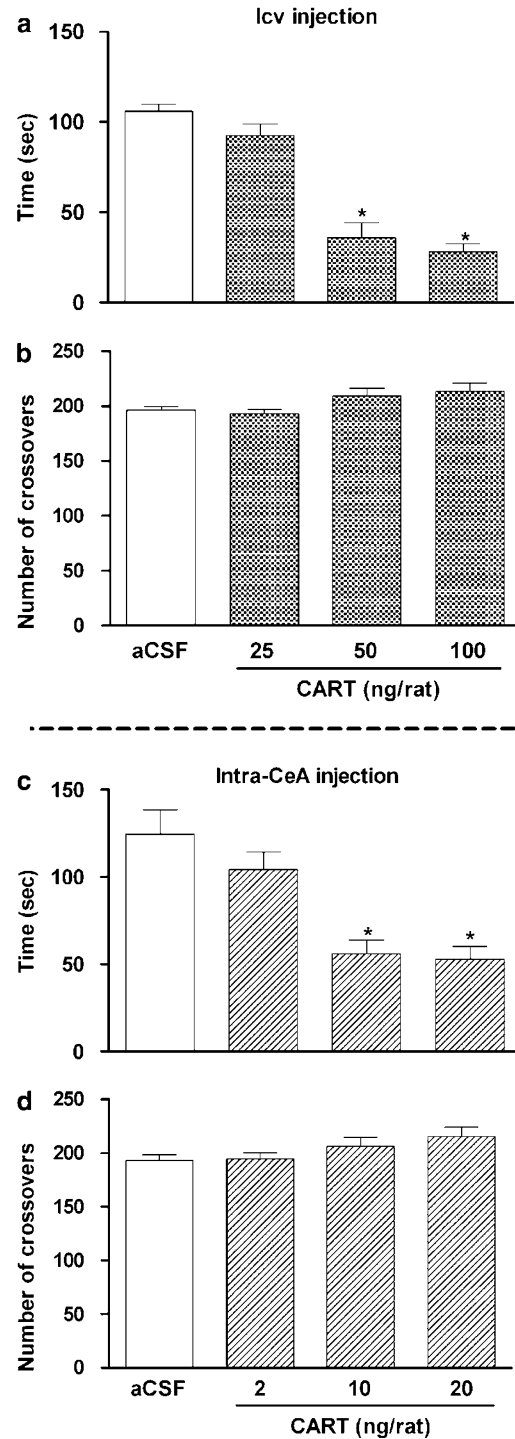 a
Icv injection
150
100
50
0
Time (sec)
*
*
b
250
200
150
100
50
0
Number of crossovers
aCSF
25
50
100
CART (ng/rat)
c
Intra-CeA injection
150
100
50
0
Time (sec)
*
*
d
250
200
150
100
50
0
Number of crossovers
aCSF
2
10
20
CART (ng/rat)